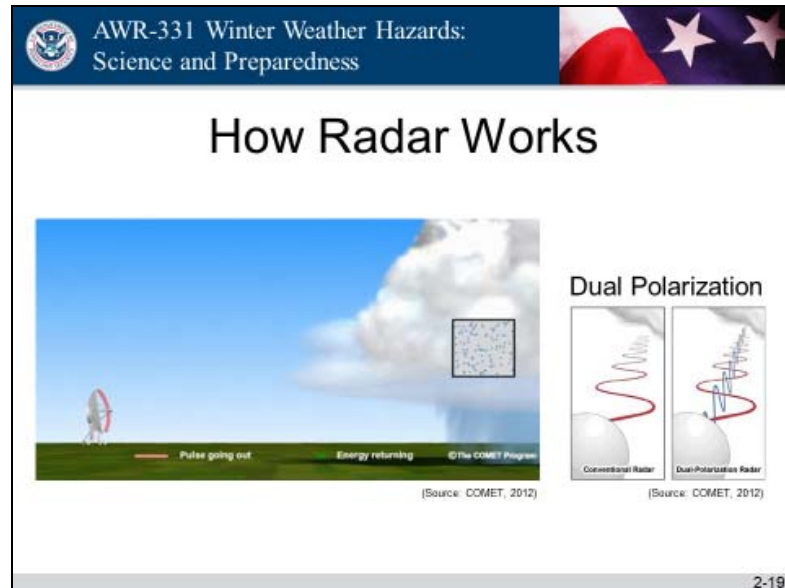 AWR-331 Winter Weather Hazards:
Science and Preparedness
How Radar Works
Dual Polarization
Pulse going out
Energy returning
©The COMET Program
Conventional Radar
Dual-Polarization Radar
(Source: COMET, 2012)
(Source: COMET, 2012)
2-19